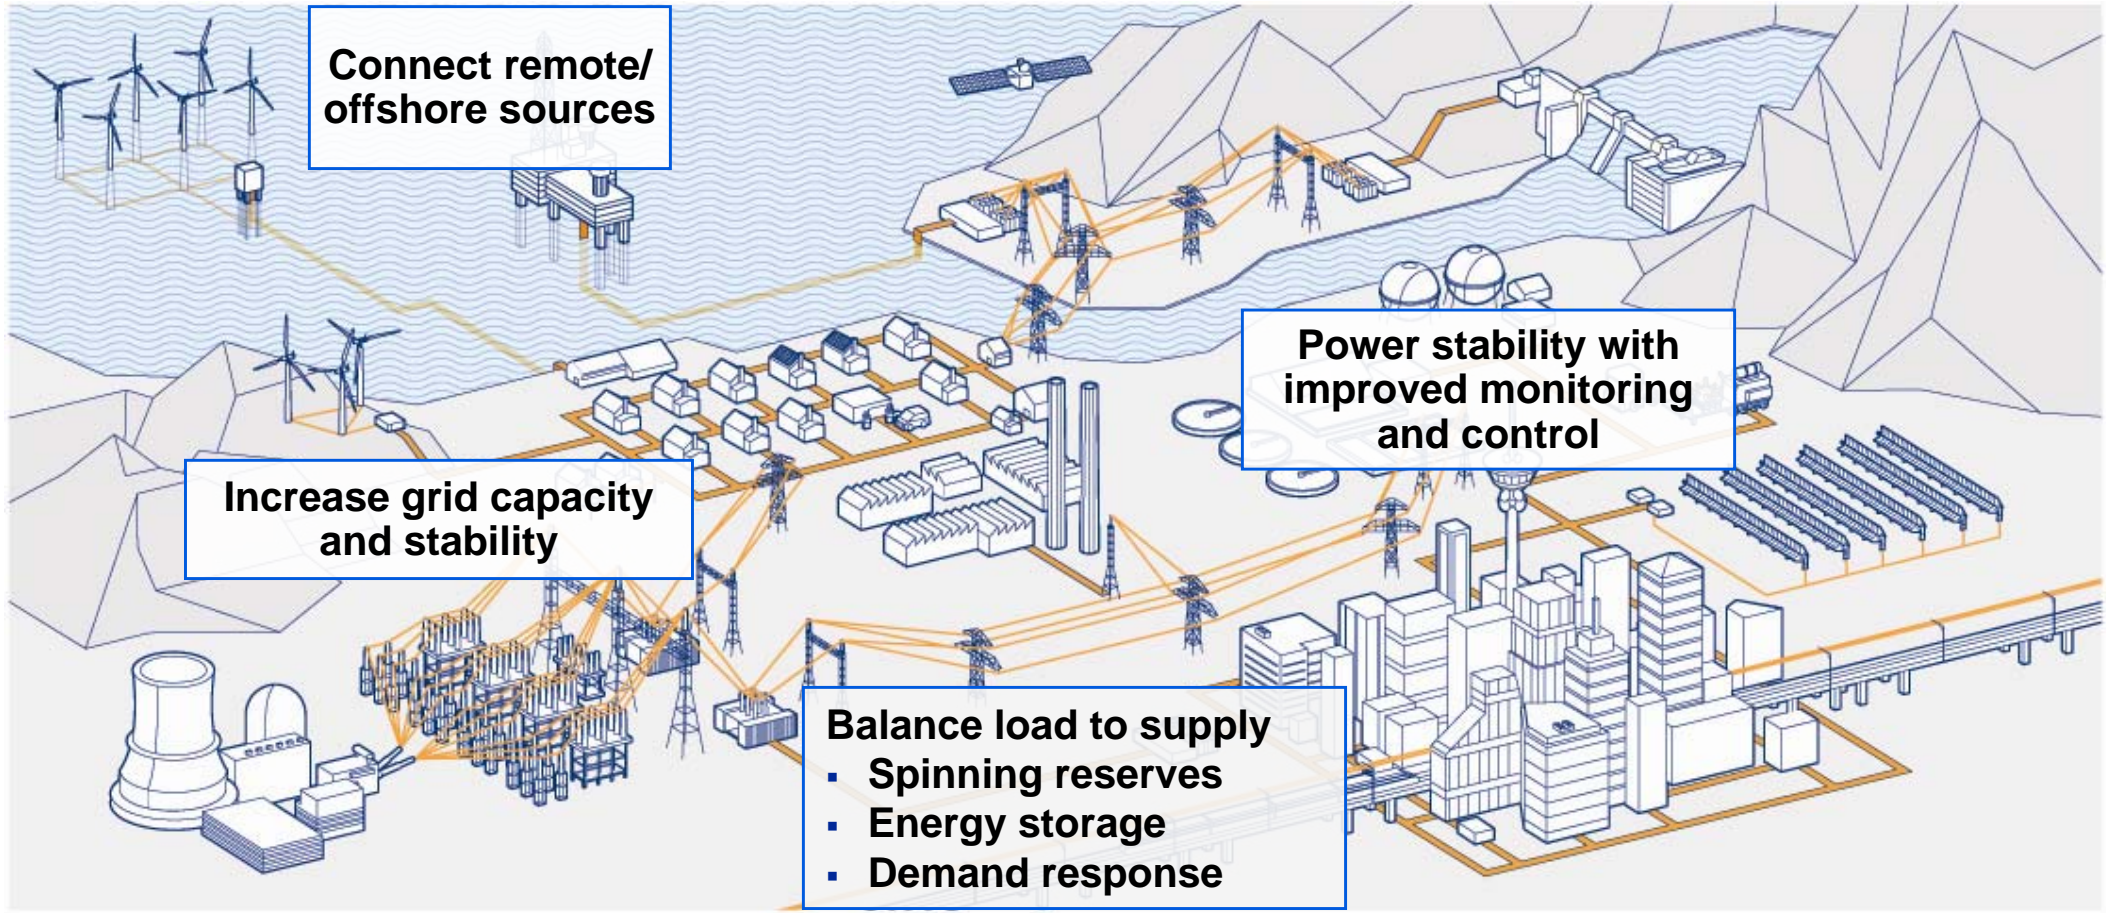 Connect remote/
offshore sources
Power stability with
improved monitoring
and control
Increase grid capacity
and stability
Balance load to supply
▪ Spinning reserves
▪ Energy storage
▪ Demand response